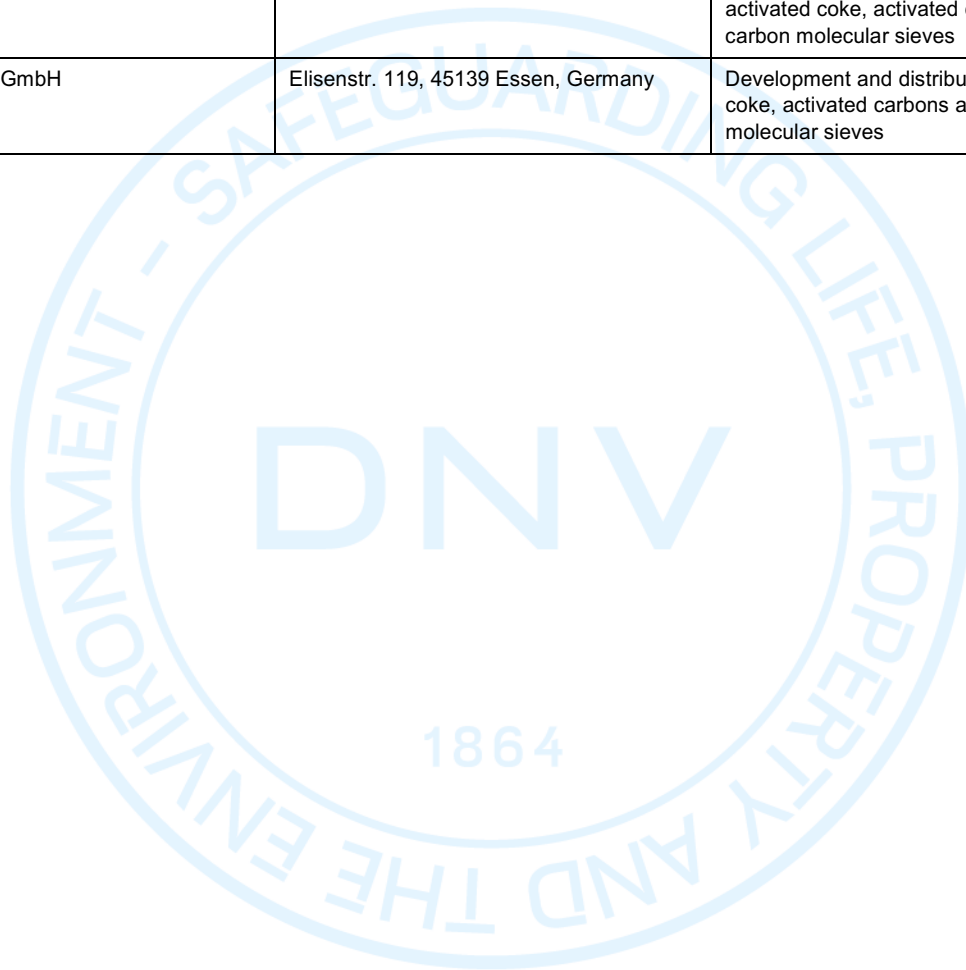 activated coke, activated
carbon molecular sieves
GmbH
Elisenstr. 119, 45139 Essen, Germany
Development and
coke, activated carbons
molecular sieves
SAFEGUARDING LIFE, PROPERTY AND THE ENVIRONMENT -
DNV
1864